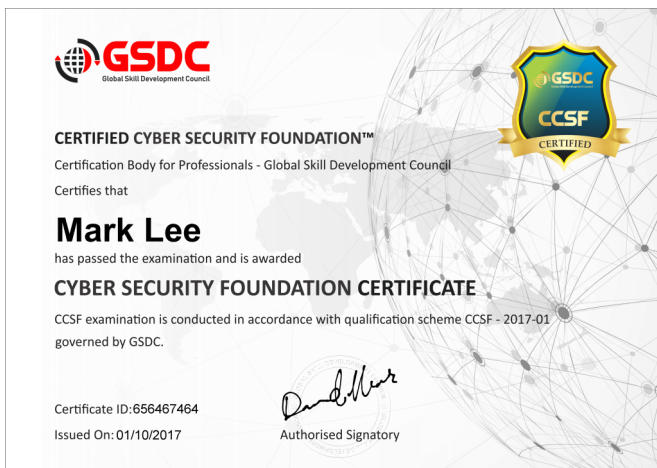 GSDC
Global Skill Development Council
GSDC
CCSF
CERTIFIED
CERTIFIED CYBER SECURITY FOUNDATION™
Certification Body for Professionals - Global Skill Development Council
Certifies that
Mark Lee
has passed the examination and is awarded
CYBER SECURITY FOUNDATION CERTIFICATE
CCSF examination is conducted in accordance with qualification scheme CCSF - 2017-01
governed by GSDC.
Certificate ID:656467464
Issued On: 01/10/2017
Authorised Signatory